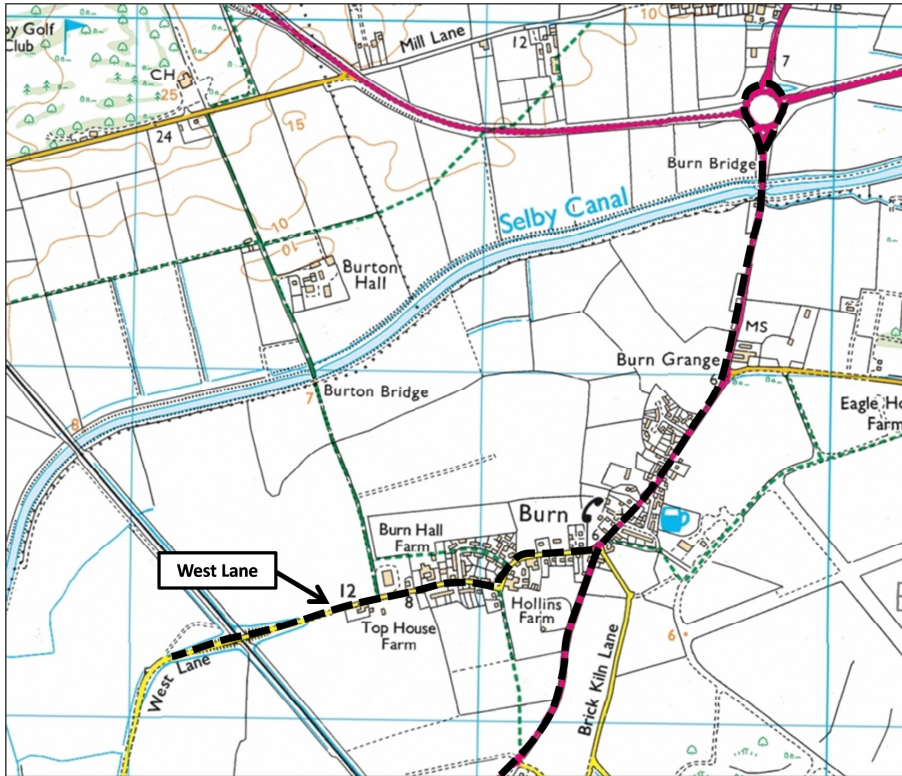 by Golf
Club
CH
25
24
Mill Lane
12
10
7
15
Burn Bridge
Selby Canal
10
10
Burton
Hall
MS
Burn Grange
6
Burton Bridge
7
8
Eagle Ho
Farm
Burn
6
Burn Hall
Farm
West Lane
12
8
Top House
Farm
Hollins
Farm
6
West Lane
Brick Kiln Lane